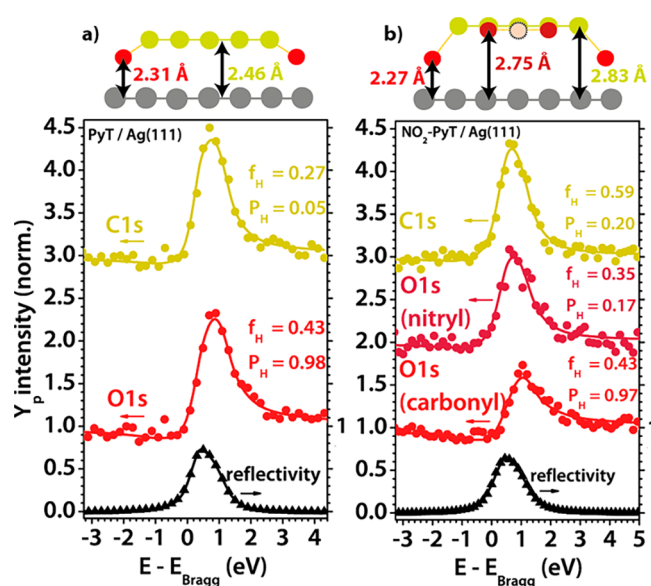 a)
2.31 Å
2.46 Å
b)
2.27 Å
2.75 Å
2.83 Å
Y_p intensity (norm.)
4.5
4.0
3.5
3.0
2.5
2.0
1.5
1.0
0.5
0.0
PyT / Ag(111)
f_H = 0.27
P_H = 0.05
C1s
f_H = 0.43
P_H = 0.98
O1s
reflectivity
1
-3 -2 -1 0 1 2 3 4
E - E_Bragg (eV)
4.5
4.0
3.5
3.0
2.5
2.0
1.5
1.0
0.5
0.0
NO₂-PyT / Ag(111)
f_H = 0.59
P_H = 0.20
C1s
O1s
(nitryl)
f_H = 0.35
P_H = 0.17
O1s
(carbonyl)
f_H = 0.43
P_H = 0.97
reflectivity
1
-3 -2 -1 0 1 2 3 4 5
E - E_Bragg (eV)